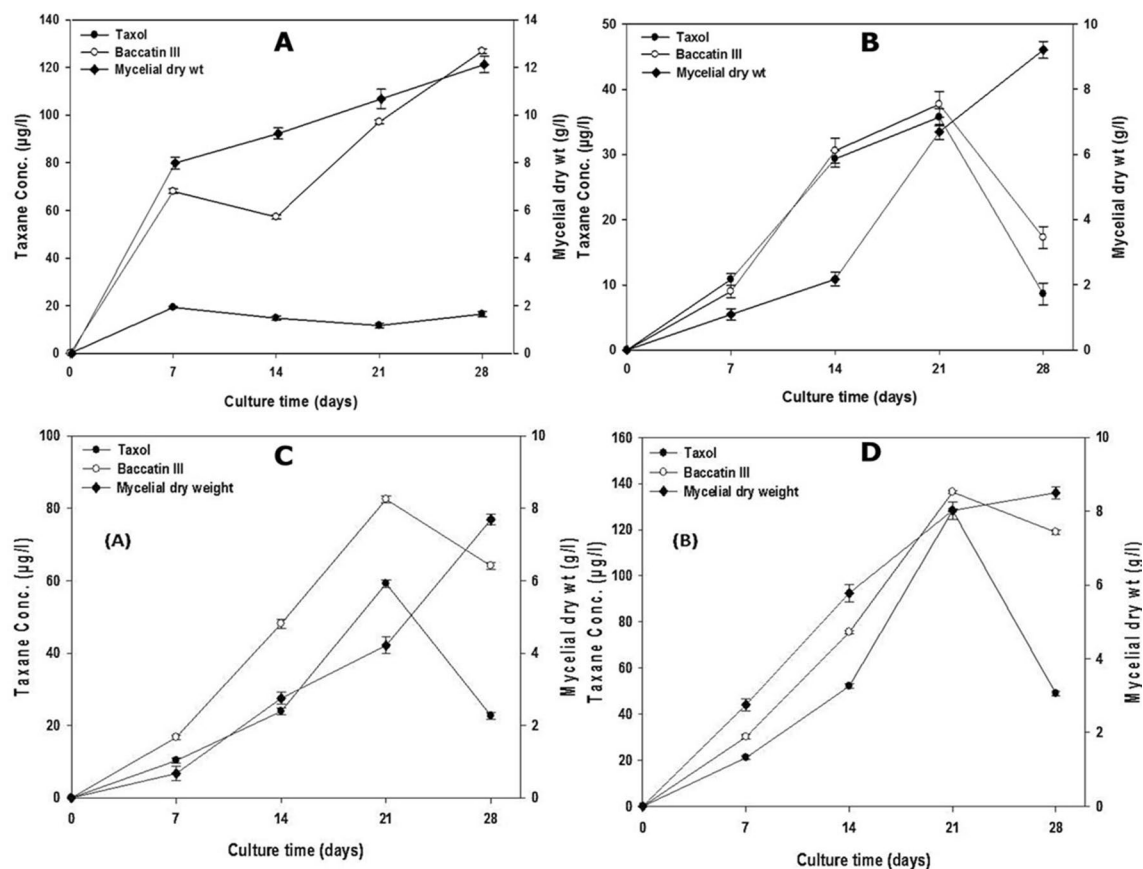 A
Taxol
Baccatin III
Mycelial dry wt
Taxane Conc. (µg/l)
140
120
100
80
60
40
20
0
14
12
10
8
6
4
2
0
Mycelial dry wt (g/l)
0 7 14 21 28
Culture time (days)
B
Taxol
Baccatin III
Mycelial dry wt
Taxane Conc. (µg/l)
50
40
30
20
10
0
10
8
6
4
2
0
Mycelial dry wt (g/l)
0 7 14 21 28
Culture time (days)
C
Taxol
Baccatin III
Mycelial dry weight
(A)
Taxane Conc. (µg/l)
100
80
60
40
20
0
10
8
6
4
2
0
Mycelial dry wt (g/l)
0 7 14 21 28
Culture time (days)
D
Taxol
Baccatin III
Mycelial dry weight
(B)
Taxane Conc. (µg/l)
160
140
120
100
80
60
40
20
0
10
8
6
4
2
0
Mycelial dry wt (g/l)
0 7 14 21 28
Culture time (days)